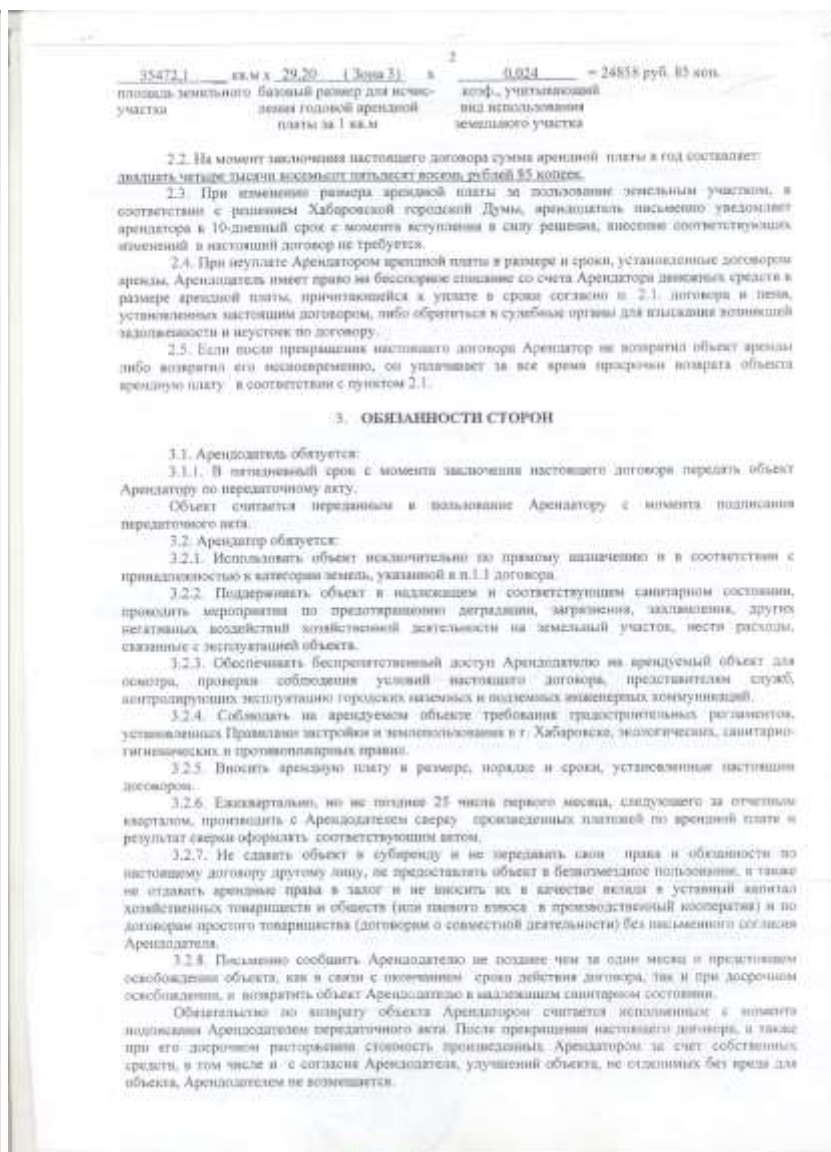 2
35472,1 кв.м х 29,20 ( Зона 3) х 0,024 = 24858 руб. 85 коп.
площадь земельного базовый размер для исчис- коэф., учитывающий
участка ления годовой арендной вид использования
платы за 1 кв.м земельного участка
2.2. На момент заключения настоящего договора сумма арендной платы в год составляет:
двадцать четыре тысячи восемьсот пятьдесят восемь рублей 85 копеек.
2.3. При изменении размера арендной платы за пользование земельным участком, в
соответствии с решением Хабаровской городской Думы, арендодатель письменно уведомляет
арендатора в 10-дневный срок с момента вступления в силу решения, внесение соответствующих
изменений в настоящий договор не требуется.
2.4. При неуплате Арендатором арендной платы в размере и сроки, установленные договором
аренды, Арендодатель имеет право на бесспорное списание со счета Арендатора денежных средств в
размере арендной платы, причитающейся к уплате в сроки согласно п. 2.1. договора и пени,
установленных настоящим договором, либо обратиться в судебные органы для взыскания возникшей
задолженности и неустоек по договору.
2.5. Если после прекращения настоящего договора Арендатор не возвратил объект аренды
либо возвратил его несвоевременно, он уплачивает за все время просрочки возврата объекта
арендную плату в соответствии с пунктом 2.1.
3. ОБЯЗАННОСТИ СТОРОН
3.1. Арендодатель обязуется:
3.1.1. В пятидневный срок с момента заключения настоящего договора передать объект
Арендатору по передаточному акту.
Объект считается переданным в пользование Арендатору с момента подписания
передаточного акта.
3.2. Арендатор обязуется:
3.2.1. Использовать объект исключительно по прямому назначению и в соответствии с
принадлежностью к категории земель, указанной в п.1.1 договора.
3.2.2. Поддерживать объект в надлежащем и соответствующем санитарном состоянии,
проводить мероприятия по предотвращению деградации, загрязнения, захламления, других
негативных воздействий хозяйственной деятельности на земельный участок, нести расходы,
связанные с эксплуатацией объекта.
3.2.3. Обеспечивать беспрепятственный доступ Арендодателю на арендуемый объект для
осмотра, проверки соблюдения условий настоящего договора, представителям служб,
контролирующих эксплуатацию городских наземных и подземных инженерных коммуникаций.
3.2.4. Соблюдать на арендуемом объекте требования градостроительных регламентов,
установленных Правилами застройки и землепользования в г. Хабаровске, экологических, санитарно-
гигиенических и противопожарных правил.
3.2.5. Вносить арендную плату в размере, порядке и сроки, установленные настоящим
договором.
3.2.6. Ежеквартально, но не позднее 25 числа первого месяца, следующего за отчетным
кварталом, производить с Арендодателем сверку произведенных платежей по арендной плате и
результат сверки оформлять соответствующим актом.
3.2.7. Не сдавать объект в субаренду и не передавать свои права и обязанности по
настоящему договору другому лицу, не предоставлять объект в безвозмездное пользование, а также
не отдавать арендные права в залог и не вносить их в качестве вклада в уставный капитал
хозяйственных товариществ и обществ (или паевого взноса в производственный кооператив) и по
договорам простого товарищества (договорам о совместной деятельности) без письменного согласия
Арендодателя.
3.2.8. Письменно сообщить Арендодателю не позднее чем за один месяц о предстоящем
освобождении объекта, как в связи с окончанием срока действия договора, так и при досрочном
освобождении, и возвратить объект Арендодателю в надлежащем санитарном состоянии.
Обязательство по возврату объекта Арендатором считается исполненным с момента
подписания Арендодателем передаточного акта. После прекращения настоящего договора, а также
при его досрочном расторжении стоимость произведенных Арендатором за счет собственных
средств, в том числе и с согласия Арендодателя, улучшений объекта, не отделимых без вреда для
объекта, Арендодателем не возмещается.